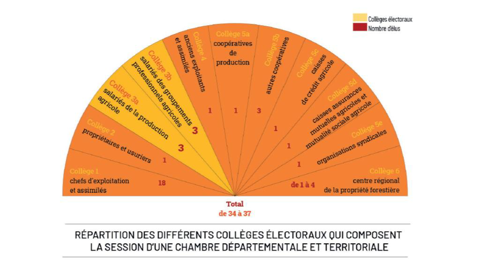 Collèges électoraux
Nombre d'élus
Collège 1
chefs d'exploitation
et assimilés
18
Collège 2
propriétaires et usuriers
1
Collège 3a
salariés de la production
agricole
3
Collège 3b
salariés des groupements
professionnels agricoles
3
Collège 4
anciens exploitants
et assimilés
1
Collège 5a
coopératives
de
production
1
Collège 5b
autres coopératives
3
Collège 5c
caisses
de crédit agricole
1
Collège 5d
caisses assurances
mutuelles agricoles et
mutualité sociale agricole
1
Collège 5e
organisations syndicales
1
Collège 6
centre régional
de la propriété forestière
de 1 à 4
Total
de 34 à 37
RÉPARTITION DES DIFFÉRENTS COLLÈGES ÉLECTORAUX QUI COMPOSENT
LA SESSION D'UNE CHAMBRE DÉPARTEMENTALE ET TERRITORIALE